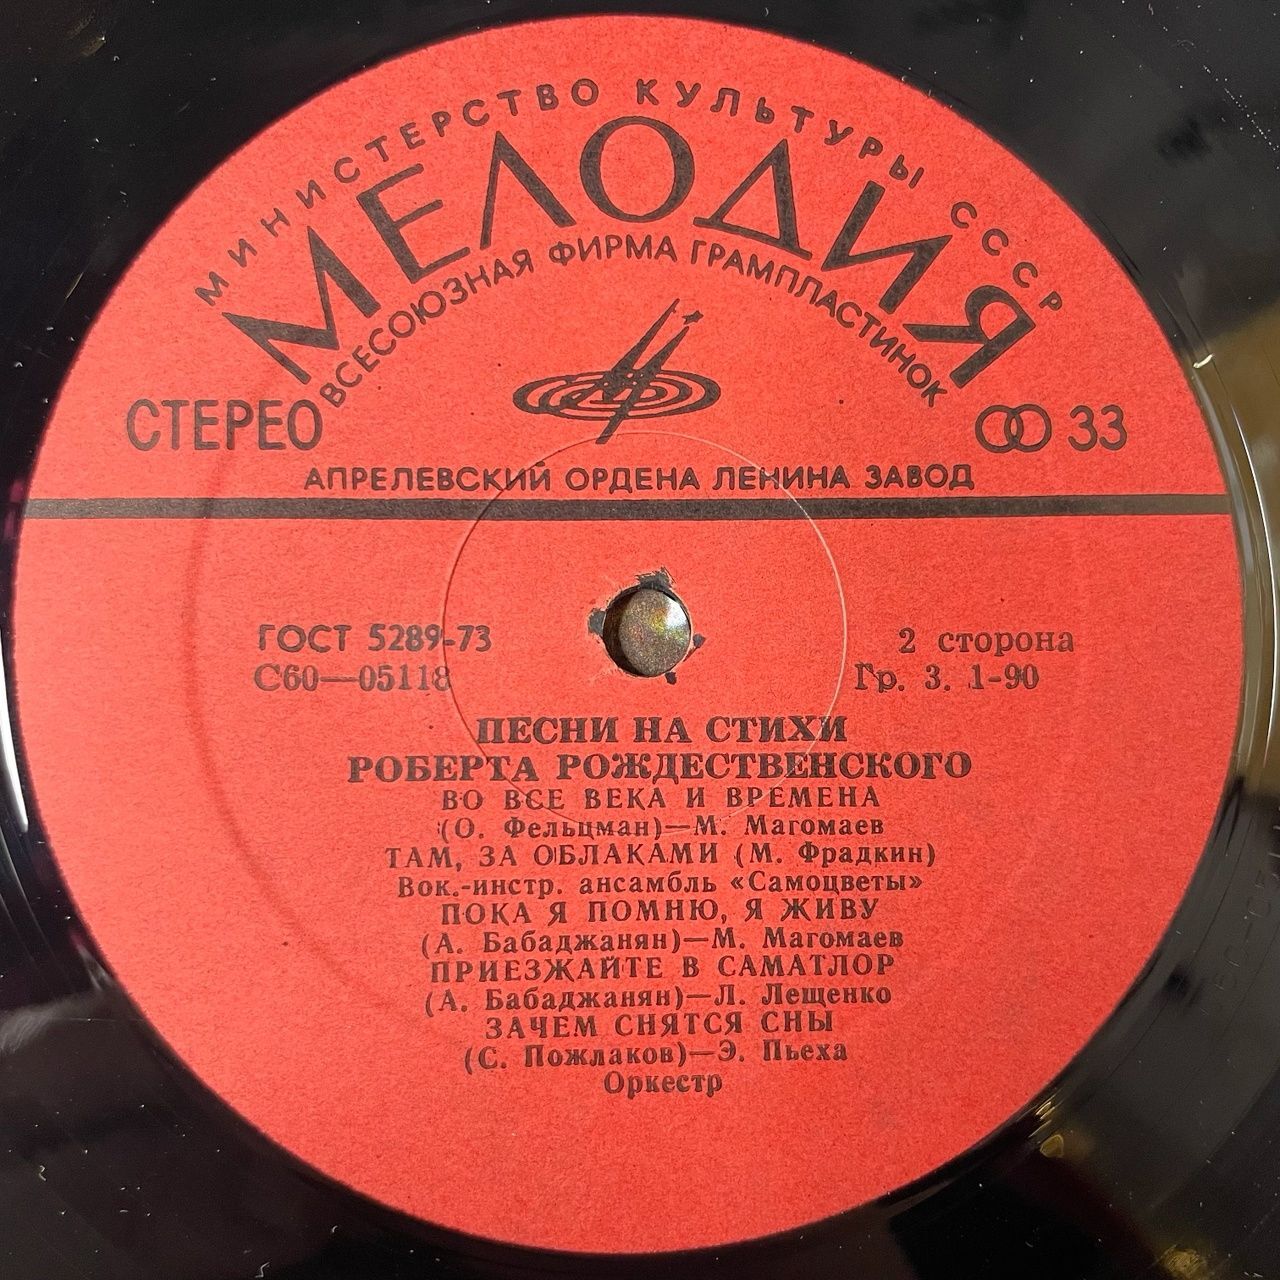 МИНИСТЕРСТВО КУЛЬТУРЫ СССР
МЕЛОДИЯ
ВСЕСОЮЗНАЯ ФИРМА ГРАМПЛАСТИНОК
СТЕРЕО
33
АПРЕЛЕВСКИЙ ОРДЕНА ЛЕНИНА ЗАВОД
ГОСТ 5289-73
2 сторона
С60—05118
Гр. 3. 1-90
ПЕСНИ НА СТИХИ
РОБЕРТА РОЖДЕСТВЕНСКОГО
ВО ВСЕ ВЕКА И ВРЕМЕНА
(О. Фельцман)—М. Магомаев
ТАМ, ЗА ОБЛАКАМИ (М. Фрадкин)
Вок.-инстр. ансамбль «Самоцветы»
ПОКА Я ПОМНЮ, Я ЖИВУ
(А. Бабаджанян)—М. Магомаев
ПРИЕЗЖАЙТЕ В САМАТЛОР
(А. Бабаджанян)—Л. Лещенко
ЗАЧЕМ СНЯТСЯ СНЫ
(С. Пожлаков)—Э. Пьеха
Оркестр